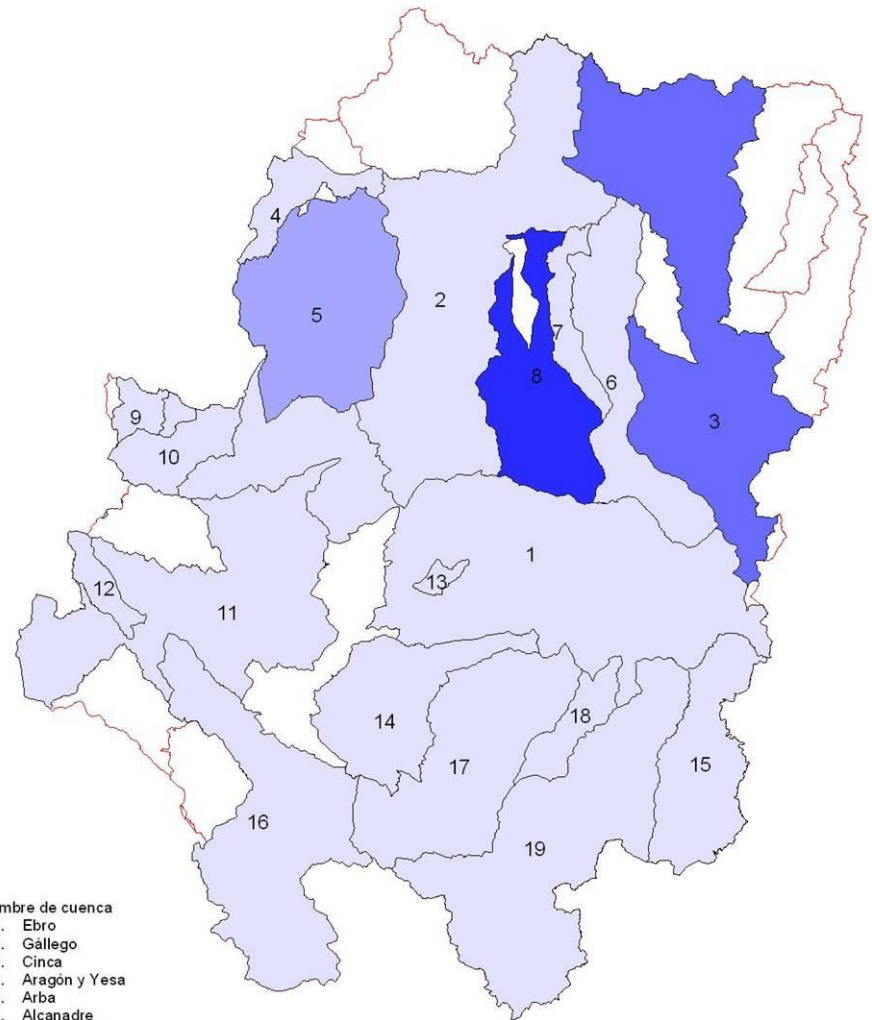 4
2
5
7
8
6
3
9
10
1
13
12
11
14
18
15
17
16
19
mbre de cuenca
. Ebro
. Gállego
. Cinca
. Aragón y Yesa
. Arba
. Alcanadre